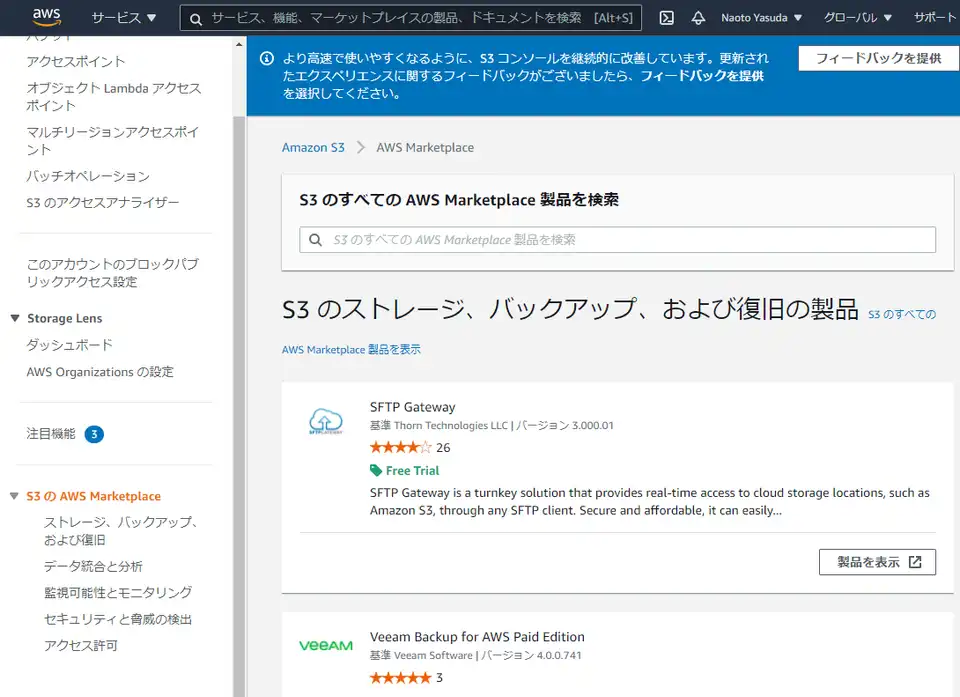 aws
サービス ▼
サービス、機能、マーケットプレイスの製品、ドキュメントを検索 [Alt+S]
Naoto Yasuda ▼
グローバル ▼
サポート
アクセスポイント
オブジェクト Lambda アクセス
ポイント
マルチリージョンアクセスポイ
ント
バッチオペレーション
S3 のアクセスアナライザー
このアカウントのブロックパブ
リックアクセス設定
▼ Storage Lens
ダッシュボード
AWS Organizations の設定
注目機能 3
▼ S3 の AWS Marketplace
ストレージ、バックアップ、
および復旧
データ統合と分析
監視可能性とモニタリング
セキュリティと脅威の検出
アクセス許可
より高速で使いやすくなるように、S3 コンソールを継続的に改善しています。更新され
たエクスペリエンスに関するフィードバックがございましたら、フィードバックを提供
を選択してください。
フィードバックを提供
Amazon S3 > AWS Marketplace
S3 のすべての AWS Marketplace 製品を検索
S3 のすべての AWS Marketplace 製品を検索
S3 のストレージ、バックアップ、および復旧の製品 S3 のすべての
AWS Marketplace 製品を表示
SFTP GATEWAY
SFTP Gateway
基準 Thorn Technologies LLC | バージョン 3.000.01
★★★★☆ 26
Free Trial
SFTP Gateway is a turnkey solution that provides real-time access to cloud storage locations, such as
Amazon S3, through any SFTP client. Secure and affordable, it can easily...
製品を表示
veeAM
Veeam Backup for AWS Paid Edition
基準 Veeam Software | バージョン 4.0.0.741
★★★★★ 3